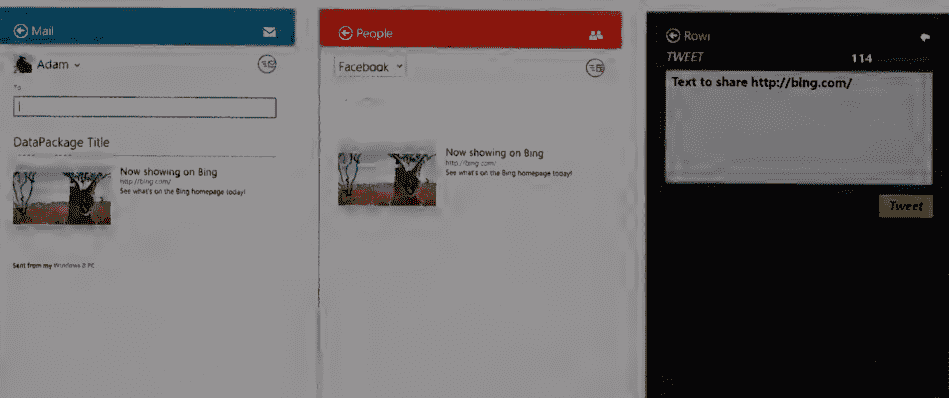 Mail
Adam
To
DataPackage Title
Now showing on Bing
http://bing.com/
See what's on the Bing homepage today!
Sent from my Windows 8 PC
People
Facebook
Now showing on Bing
http://bing.com/
See what's on the Bing homepage today!
Rowi
TWEET
114
Text to share http://bing.com/
Tweet